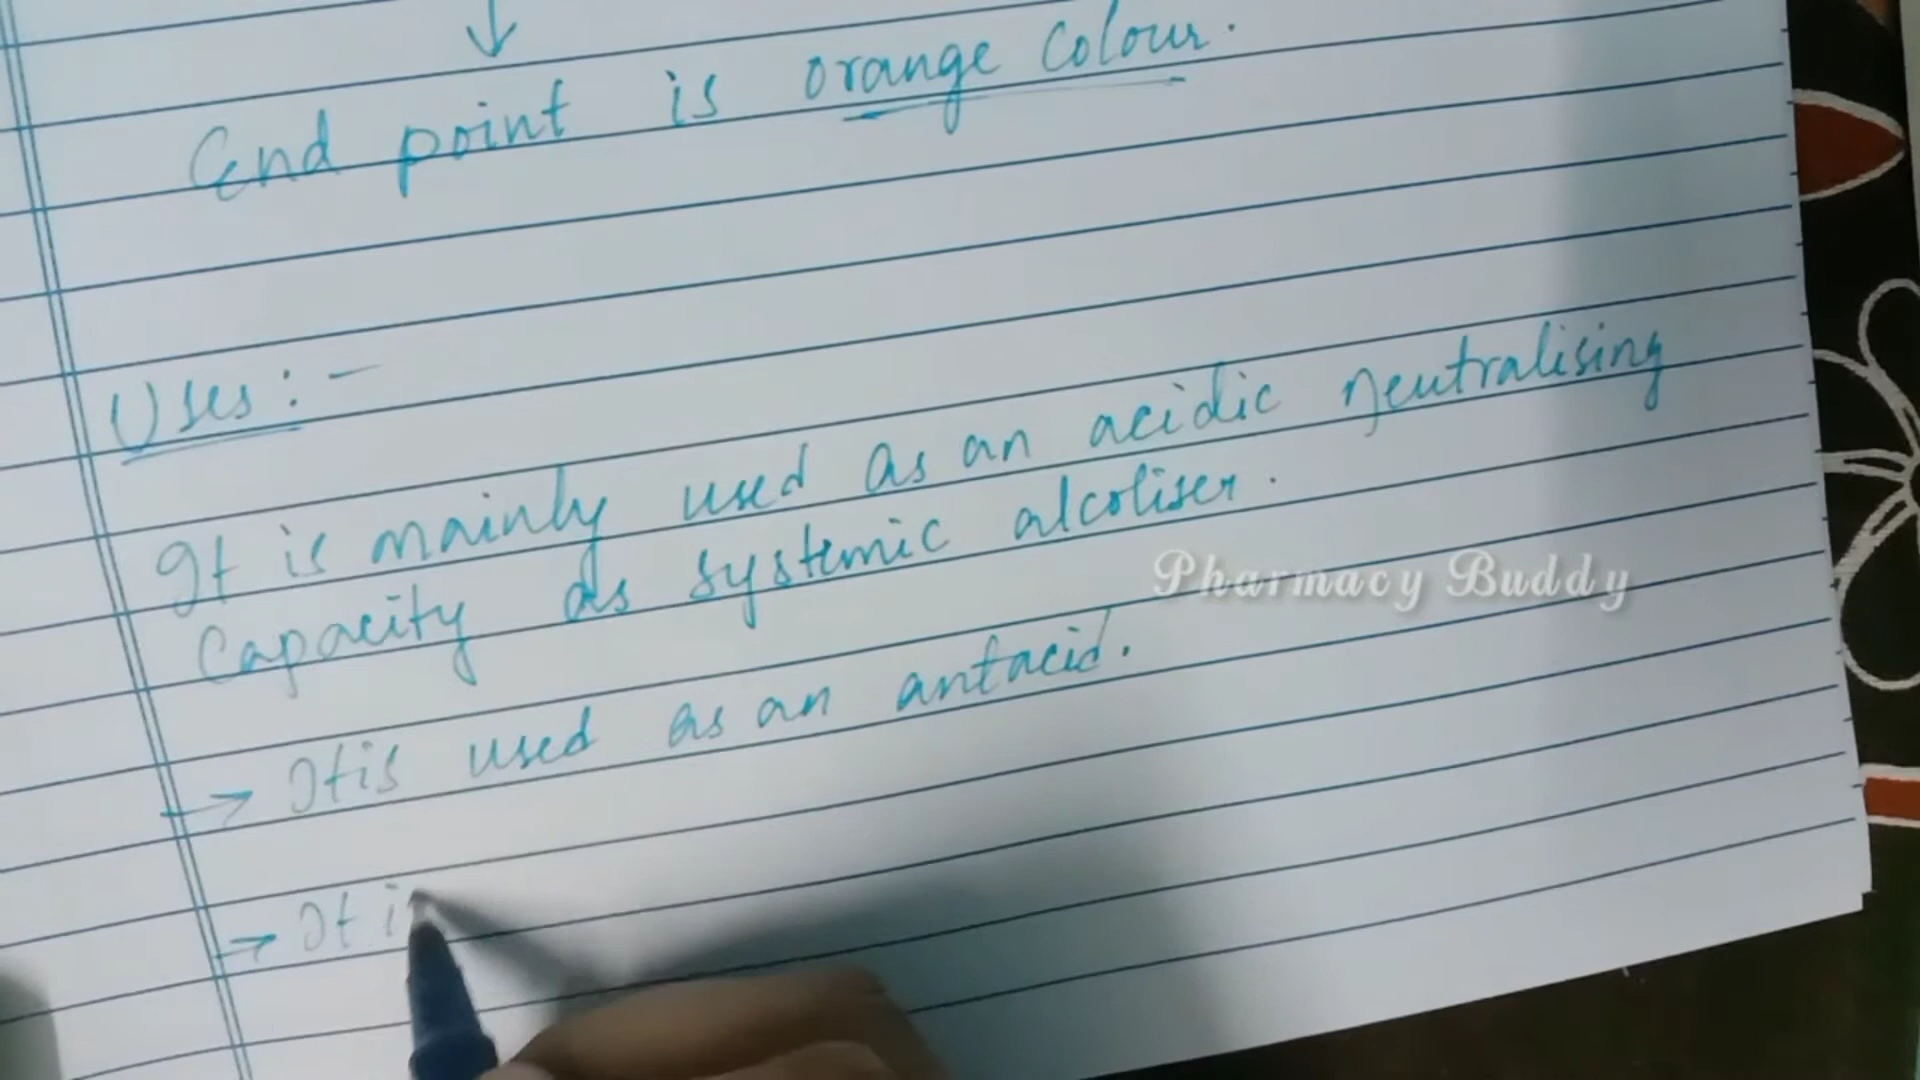 ↓
End point is orange colour.
Uses:-
It is mainly used as an acidic neutralising
Capacity as systemic alcoliser.
Pharmacy Buddy
→ It is used as an antacid.
→ It i